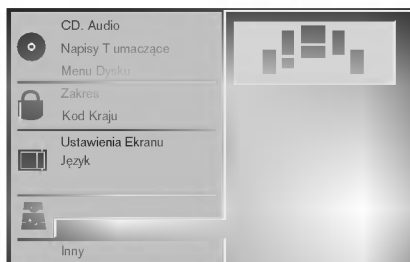 CD. Audio
Napisy T umaczące
Menu Dysku
Zakres
Kod Kraju
Ustawienia Ekranu
Język
Inny